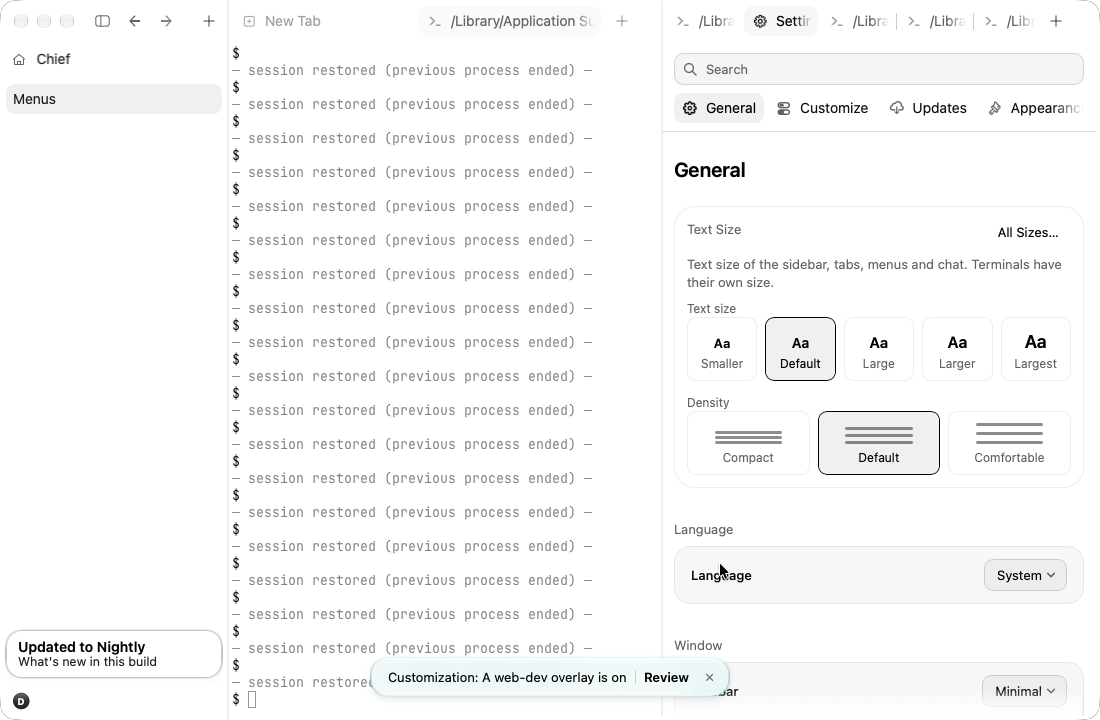 New Tab
/Library/Application Su
/Libra
Settin
/Libra
/Libra
/Libr
Chief
Menus
$
— session restored (previous process ended) —
$
— session restored (previous process ended) —
$
— session restored (previous process ended) —
$
— session restored (previous process ended) —
$
— session restored (previous process ended) —
$
— session restored (previous process ended) —
$
— session restored (previous process ended) —
$
— session restored (previous process ended) —
$
— session restored (previous process ended) —
$
— session restored (previous process ended) —
$
— session restored (previous process ended) —
$
— session restored (previous process ended) —
$
— session restored (previous process ended) —
$
— session restored (previous process ended) —
$
— session restored (previous process ended) —
$
— session restored (previous process ended) —
$
— session restored (previous process ended) —
$
— session restored (previous process ended) —
$
— session restore
$
Updated to Nightly
What's new in this build
D
Search
General
Customize
Updates
Appearanc
General
Text Size
All Sizes...
Text size of the sidebar, tabs, menus and chat. Terminals have
their own size.
Text size
Aa Aa Aa Aa Aa
Smaller Default Large Larger Largest
Density
Compact Default Comfortable
Language
Language
System
Window
bar
Minimal
Customization: A web-dev overlay is on
Review